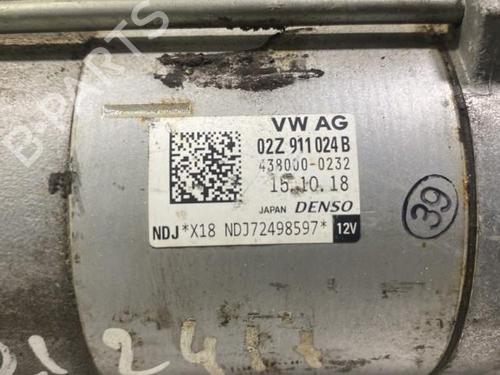 B-PARTS
VW AG
02Z 911 024 B
438000-0232
15.10.18
JAPAN DENSO
NDJ *X18 NDJ72498597* 12V
39